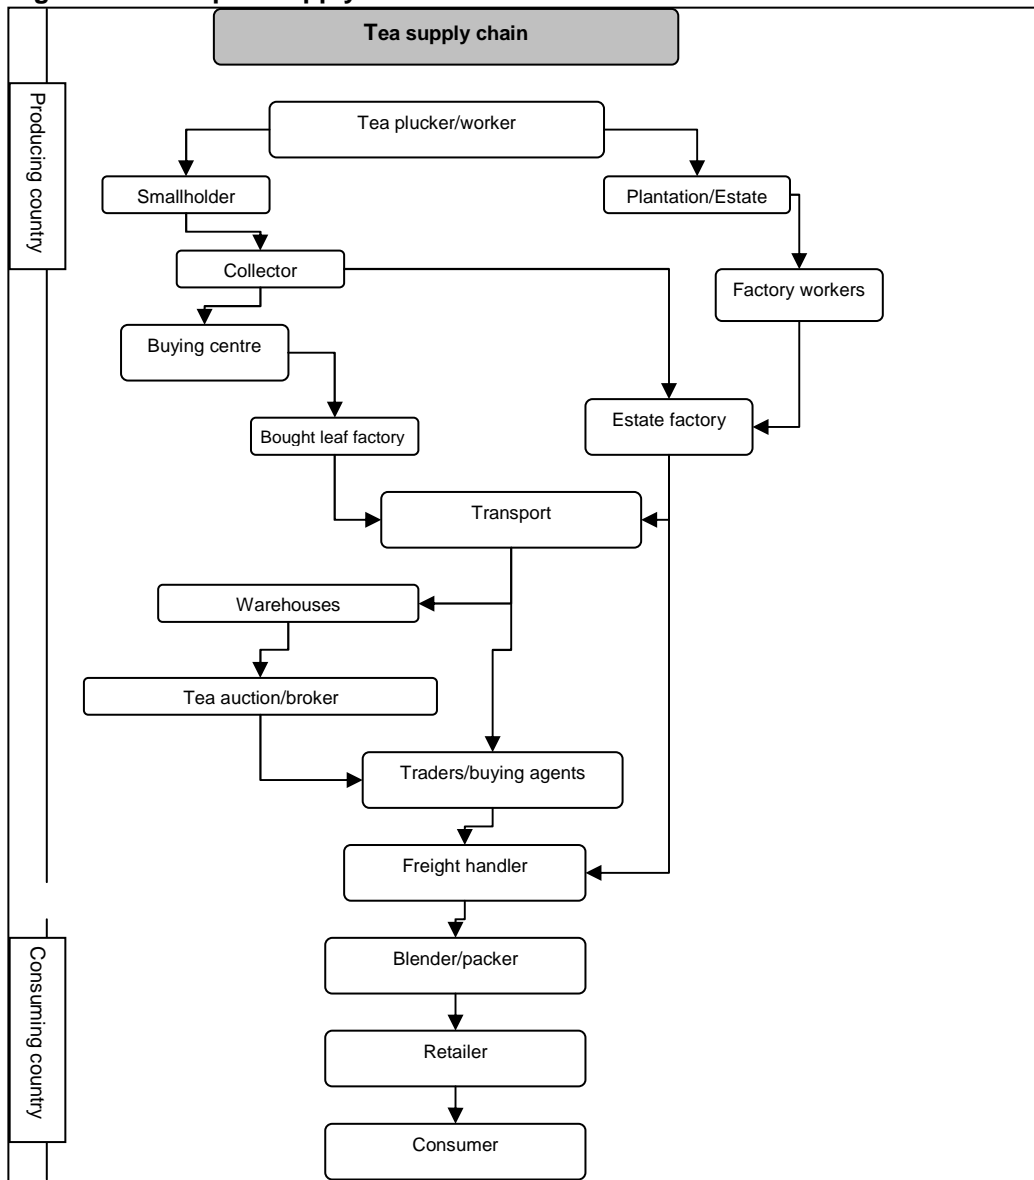 Tea supply chain
Producing country
Tea plucker/worker
Smallholder
Plantation/Estate
Collector
Factory workers
Buying centre
Estate factory
Bought leaf factory
Transport
Warehouses
Tea auction/broker
Traders/buying agents
Freight handler
Consuming country
Blender/packer
Retailer
Consumer